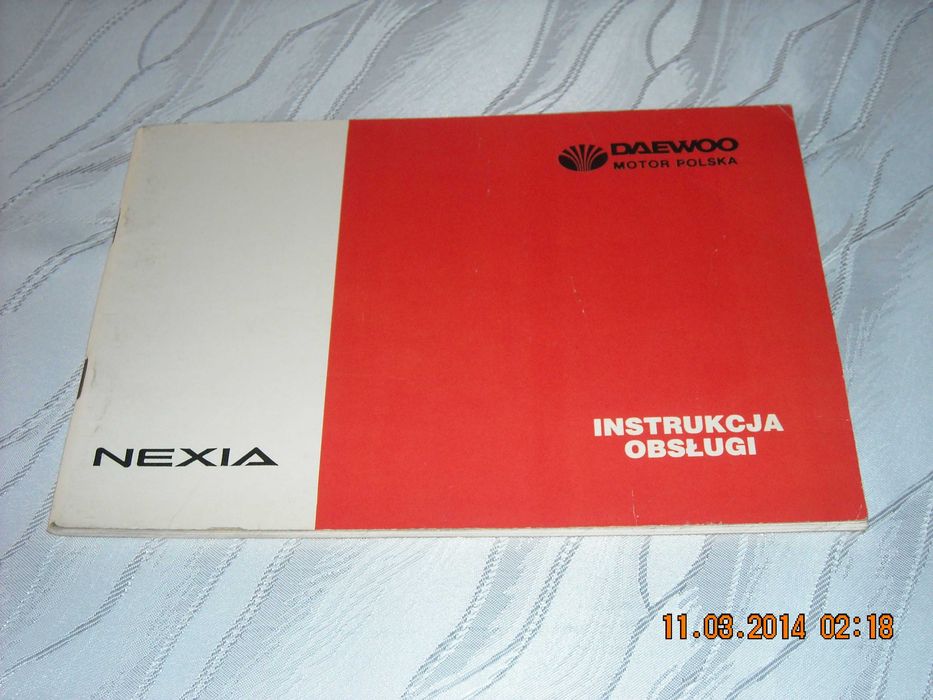 DAEWOO
MOTOR POLSKA
INSTRUKCJA
OBSŁUGI
NEXIA
11.03.2014 02:18